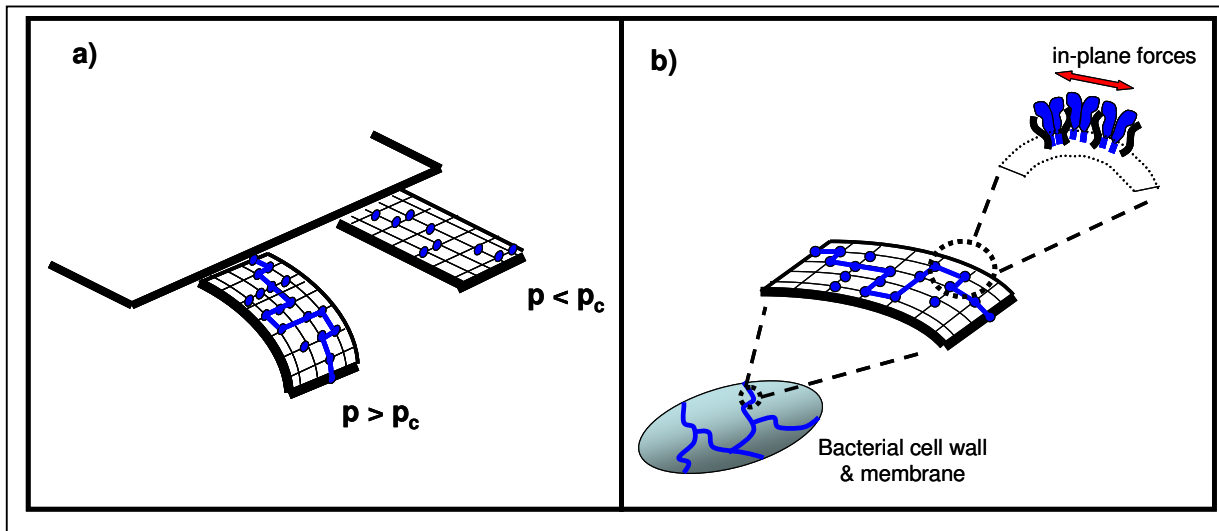 a)
p < pc
p > pc
b)
in-plane forces
Bacterial cell wall
& membrane